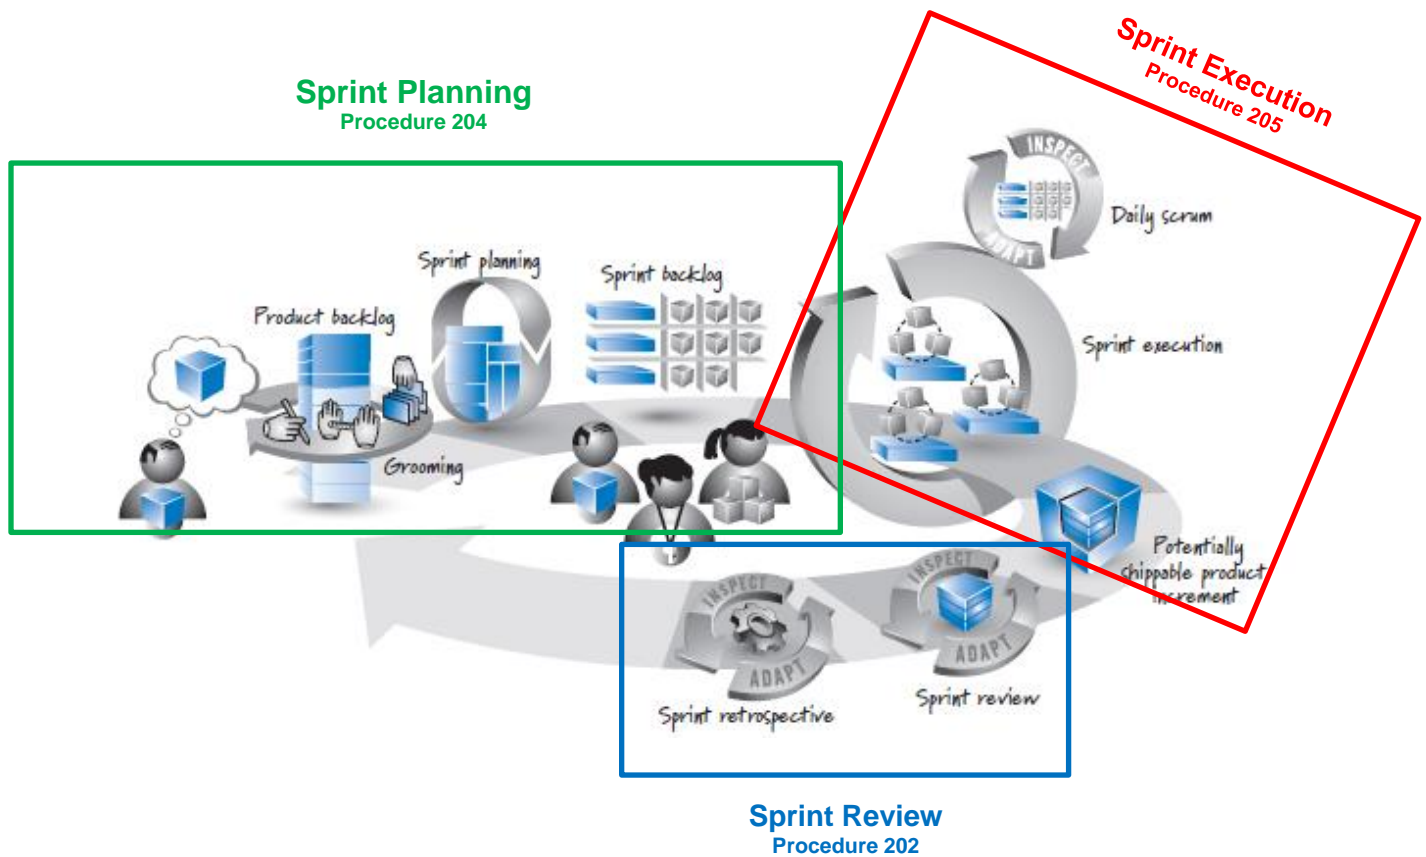 Sprint Planning
Procedure 204
Sprint Execution
Procedure 205
INSPECT
ADAPT
Daily scrum
Sprint planning
Sprint backlog
Product backlog
Sprint execution
Grooming
Potentially
shippable product
increment
INSPECT
ADAPT
Sprint retrospective
INSPECT
ADAPT
Sprint review
Sprint Review
Procedure 202